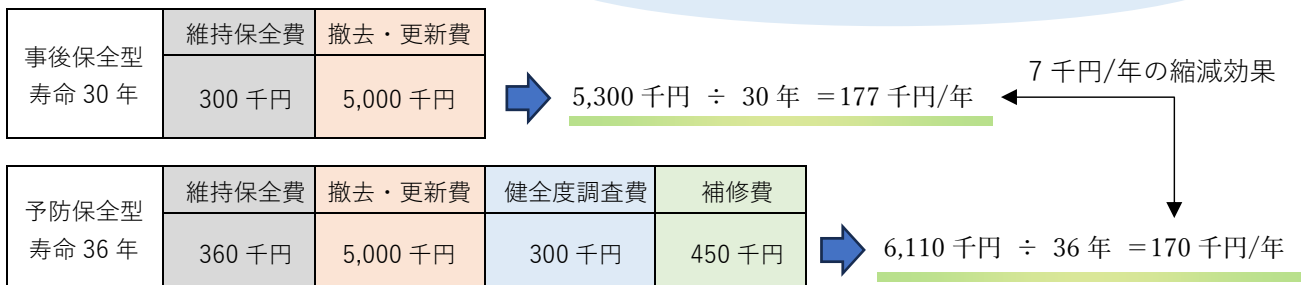 事後保全型
寿命 30 年
維持保全費 撤去・更新費
300 千円 5,000 千円
5,300 千円 ÷ 30 年 =177 千円/年
7 千円/年の縮減効果
予防保全型
寿命 36 年
維持保全費 撤去・更新費 健全度調査費 補修費
360 千円 5,000 千円 300 千円 450 千円
6,110 千円 ÷ 36 年 =170 千円/年